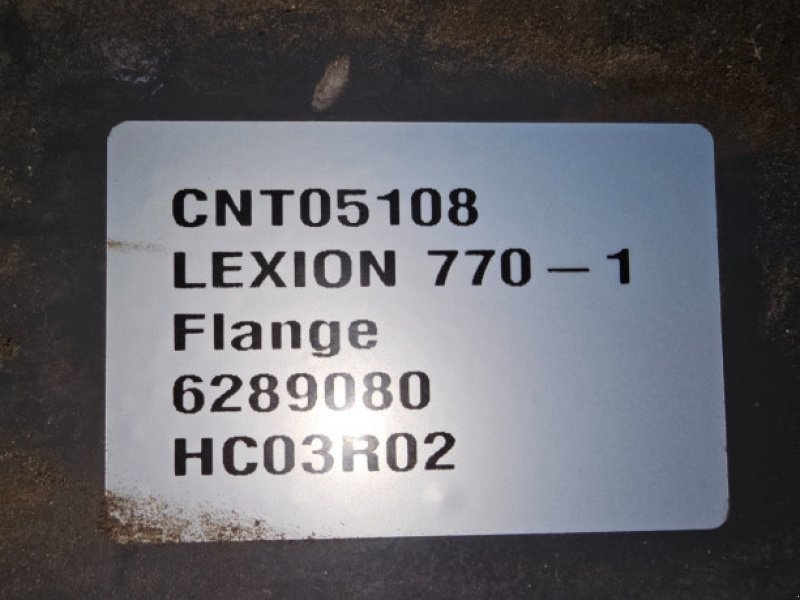 CNT05108
LEXION 770-1
Flange
6289080
HC03R02